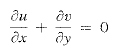 ∂u/∂x + ∂v/∂y = 0